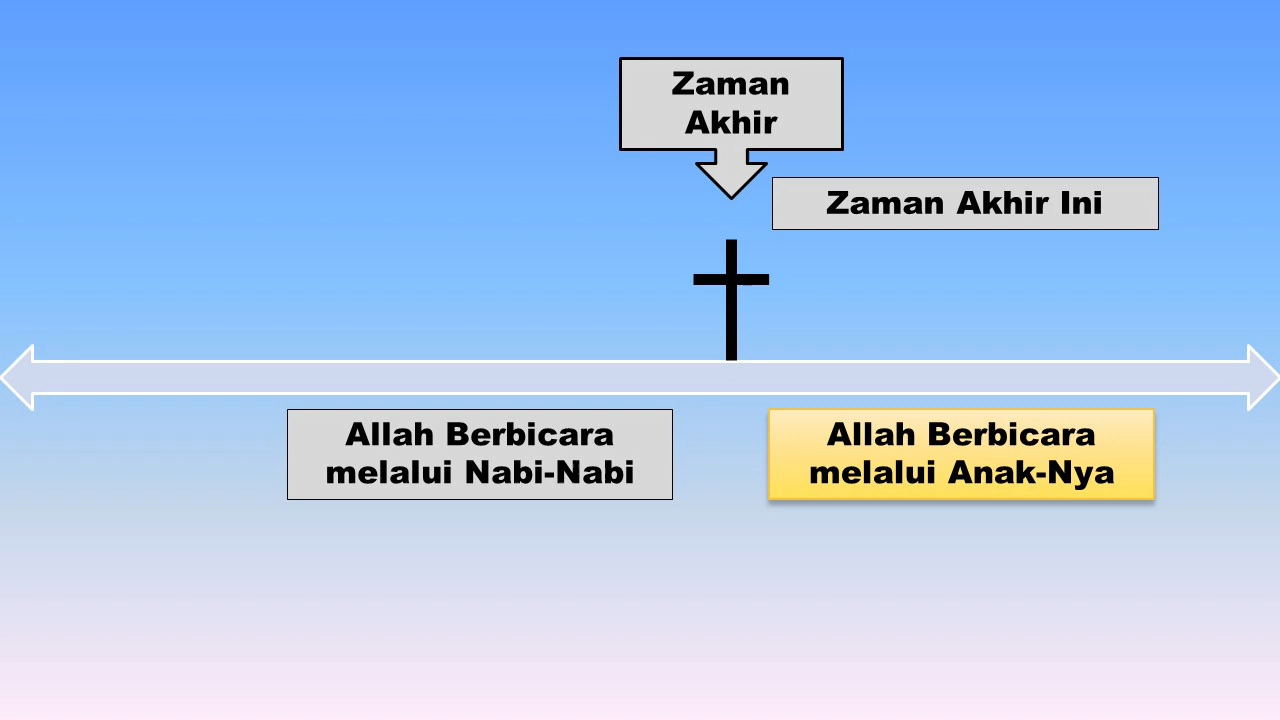 Zaman
Akhir
Zaman Akhir Ini
Allah Berbicara
melalui Nabi-Nabi
Allah Berbicara
melalui Anak-Nya